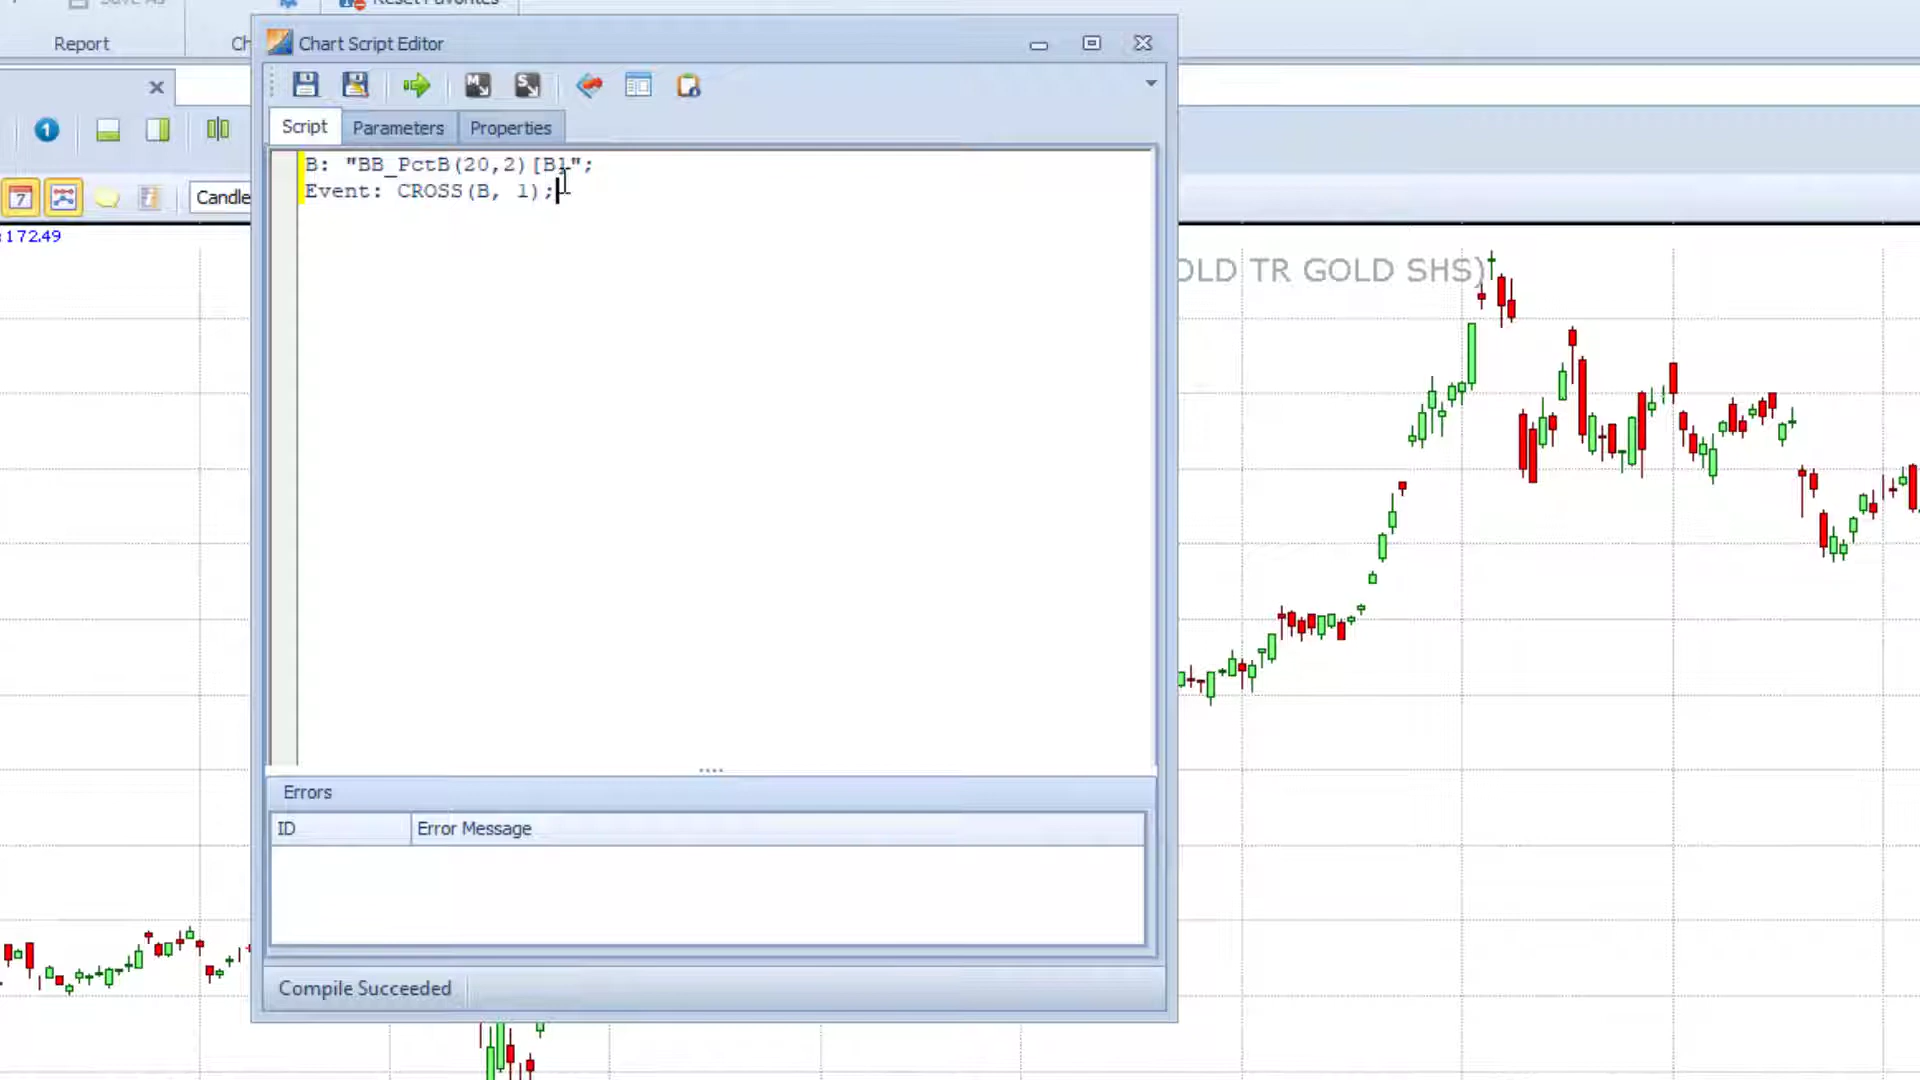 Report
Chart Script Editor
Script
Parameters
Properties
B: "BB_PctB(20,2)[B]";
Event: CROSS(B, 1);
Candle
:172.49
OLD TR GOLD SHS)
Errors
ID
Error Message
Compile Succeeded